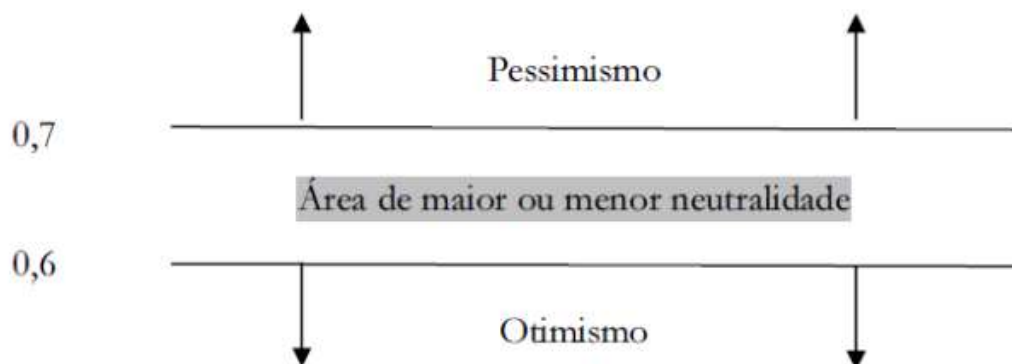 Pessimismo
0,7
Área de maior ou menor neutralidade
0,6
Otimismo